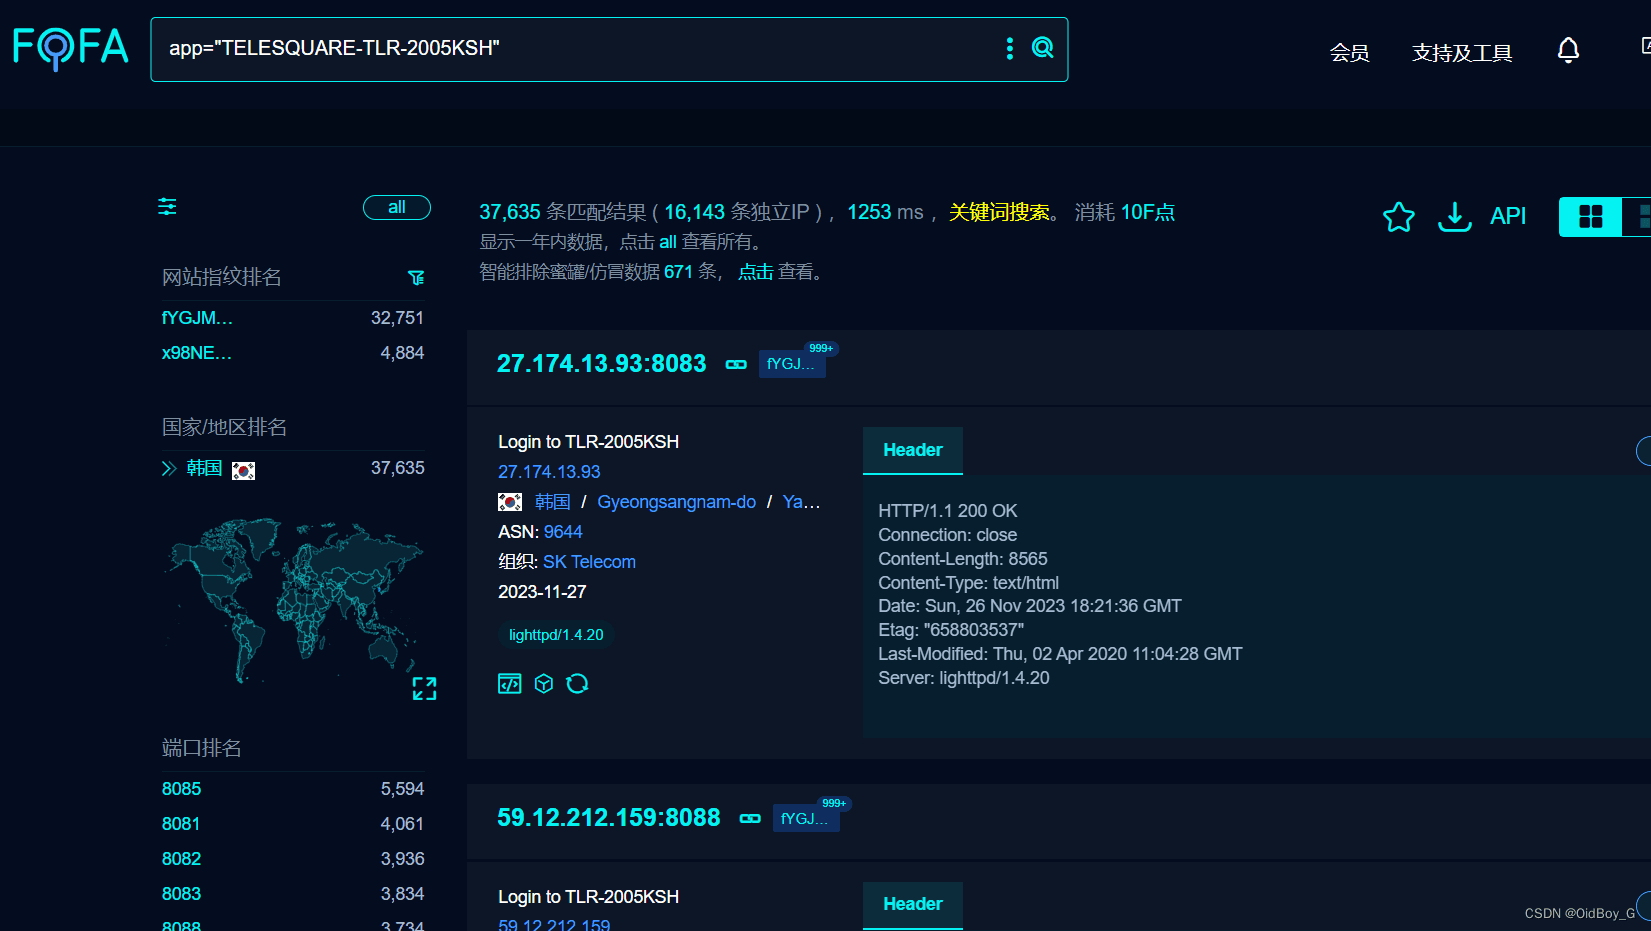 FOFA
app="TELESQUARE-TLR-2005KSH"
会员
支持及工具
all
37,635 条匹配结果 ( 16,143 条独立IP ) ， 1253 ms ， 关键词搜索。 消耗 10F点
显示一年内数据，点击 all 查看所有。
智能排除蜜罐/仿冒数据 671 条， 点击 查看。
API
网站指纹排名
fYGJM... 32,751
x98NE... 4,884
国家/地区排名
韩国 37,635
端口排名
8085 5,594
8081 4,061
8082 3,936
8083 3,834
8088 3,734
27.174.13.93:8083
fYGJ...
999+
Login to TLR-2005KSH
27.174.13.93
韩国 / Gyeongsangnam-do / Ya...
ASN: 9644
组织: SK Telecom
2023-11-27
lighttpd/1.4.20
Header
HTTP/1.1 200 OK
Connection: close
Content-Length: 8565
Content-Type: text/html
Date: Sun, 26 Nov 2023 18:21:36 GMT
Etag: "658803537"
Last-Modified: Thu, 02 Apr 2020 11:04:28 GMT
Server: lighttpd/1.4.20
59.12.212.159:8088
fYGJ...
999+
Login to TLR-2005KSH
59.12.212.159
Header
CSDN @OidBoy_G